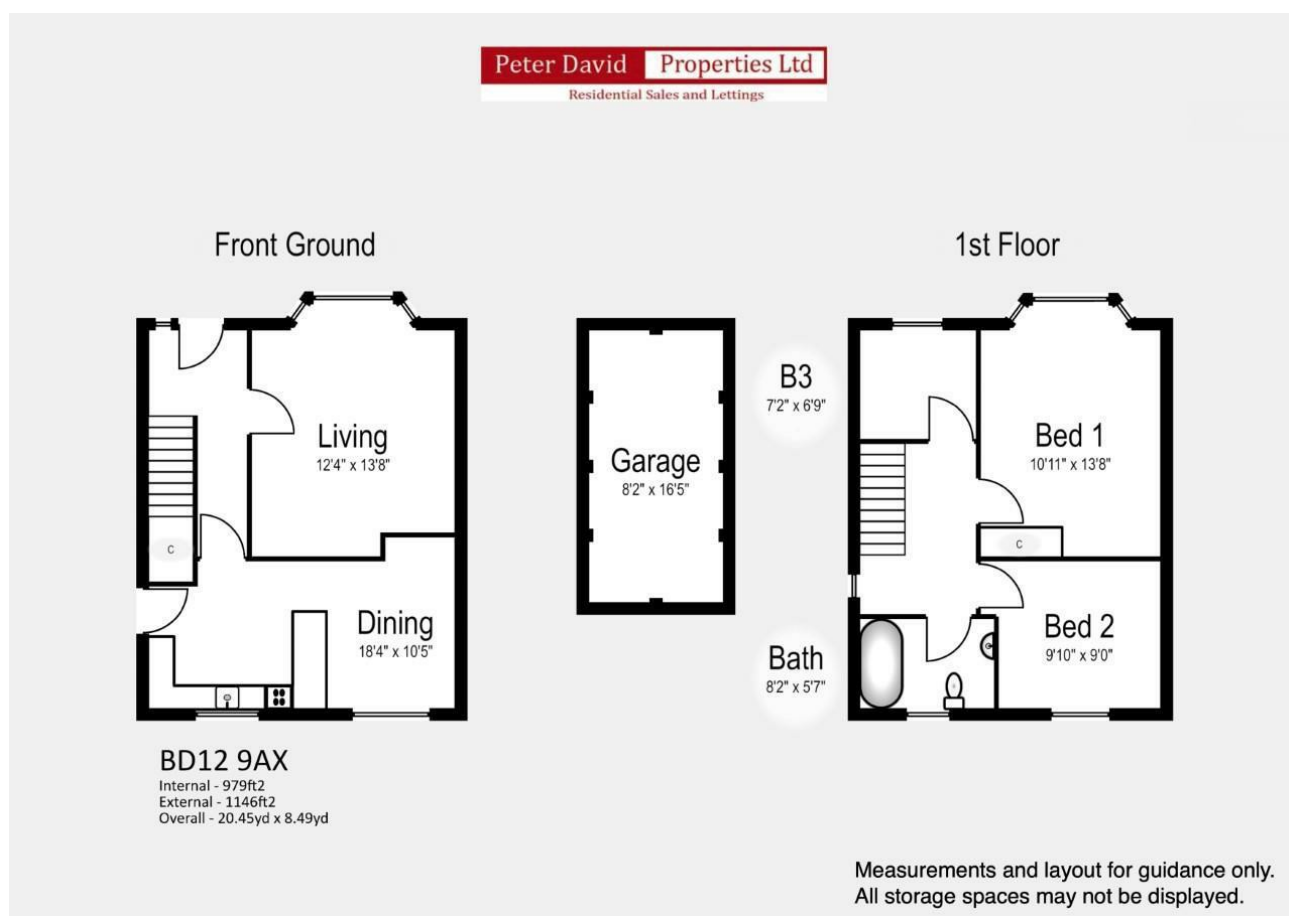 Peter David Properties Ltd
Residential Sales and Lettings
Front Ground
1st Floor
Living
12'4" x 13'8"
C
Dining
18'4" x 10'5"
Garage
8'2" x 16'5"
B3
7'2" x 6'9"
Bed 1
10'11" x 13'8"
C
Bath
8'2" x 5'7"
Bed 2
9'10" x 9'0"
BD12 9AX
Internal - 979ft2
External - 1146ft2
Overall - 20.45yd x 8.49yd
Measurements and layout for guidance only.
All storage spaces may not be displayed.